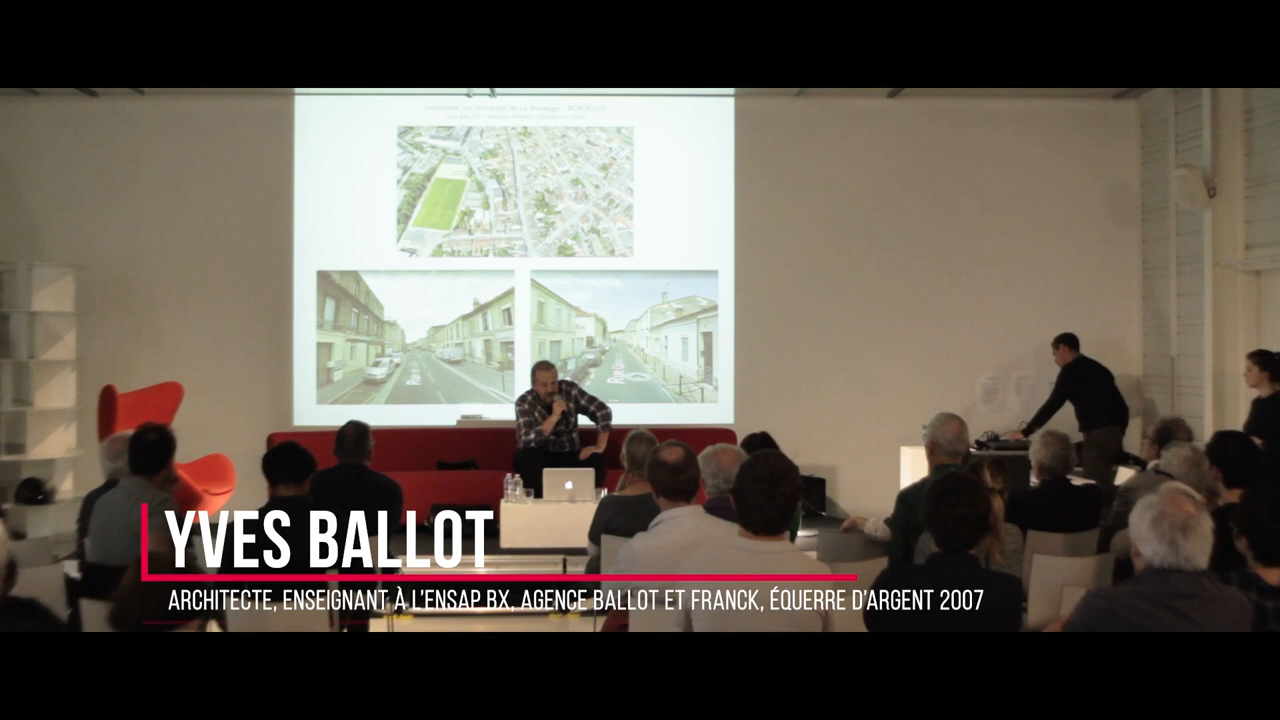 YVES BALLOT
ARCHITECTE, ENSEIGNANT À L'ENSAP BX, AGENCE BALLOT ET FRANCK, ÉQUERRE D'ARGENT 2007